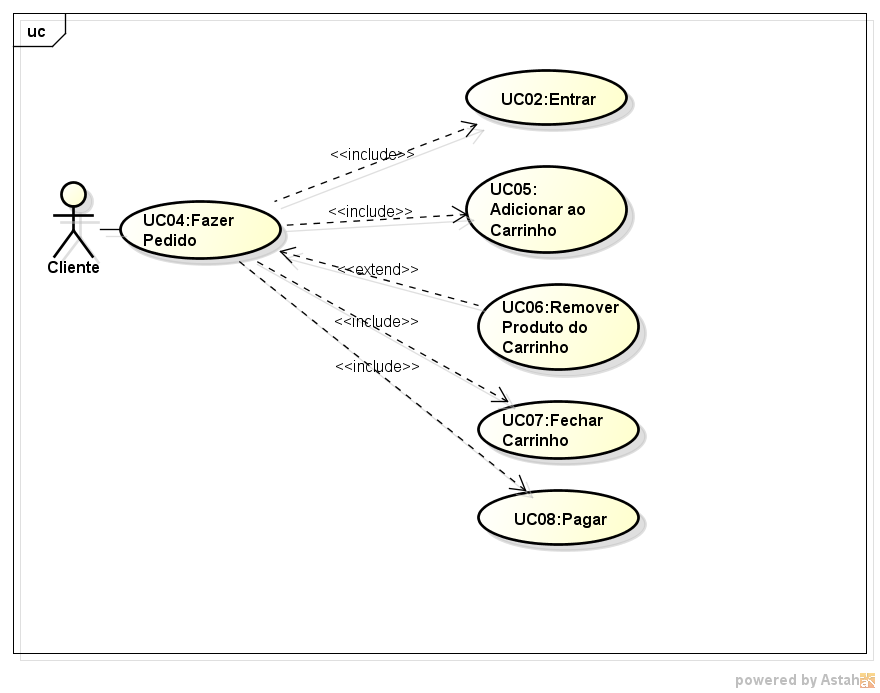 uc
UC02:Entrar
<<include>>
UC05:
Adicionar ao
Carrinho
<<include>>
UC04:Fazer
Pedido
Cliente
<<extend>>
UC06:Remover
Produto do
Carrinho
<<include>>
<<include>>
UC07:Fechar
Carrinho
UC08:Pagar
powered by Astah